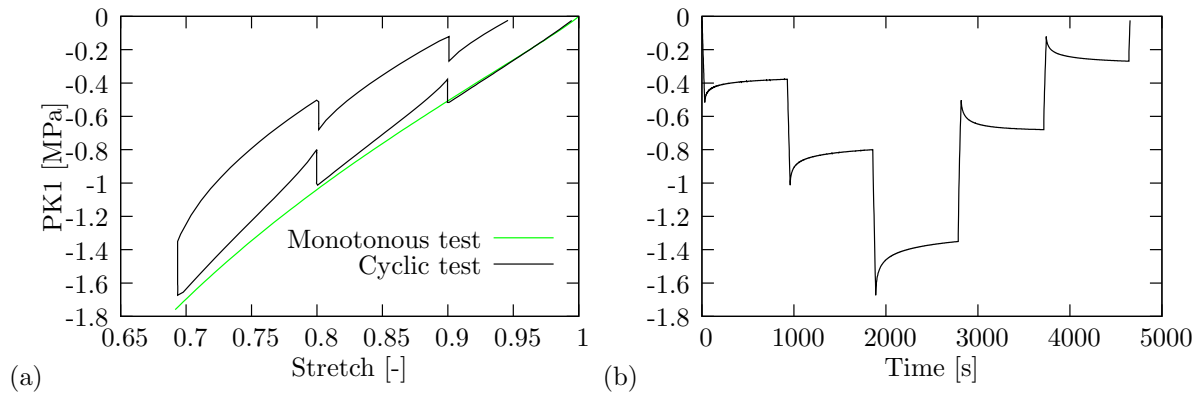 0
-0.2
-0.4
-0.6
-0.8
-1
-1.2
-1.4
-1.6
-1.8
PK1 [MPa]
0.65 0.7 0.75 0.8 0.85 0.9 0.95 1
Stretch [-]
Monotonous test
Cyclic test
(a)
0
-0.2
-0.4
-0.6
-0.8
-1
-1.2
-1.4
-1.6
-1.8
0 1000 2000 3000 4000 5000
Time [s]
(b)